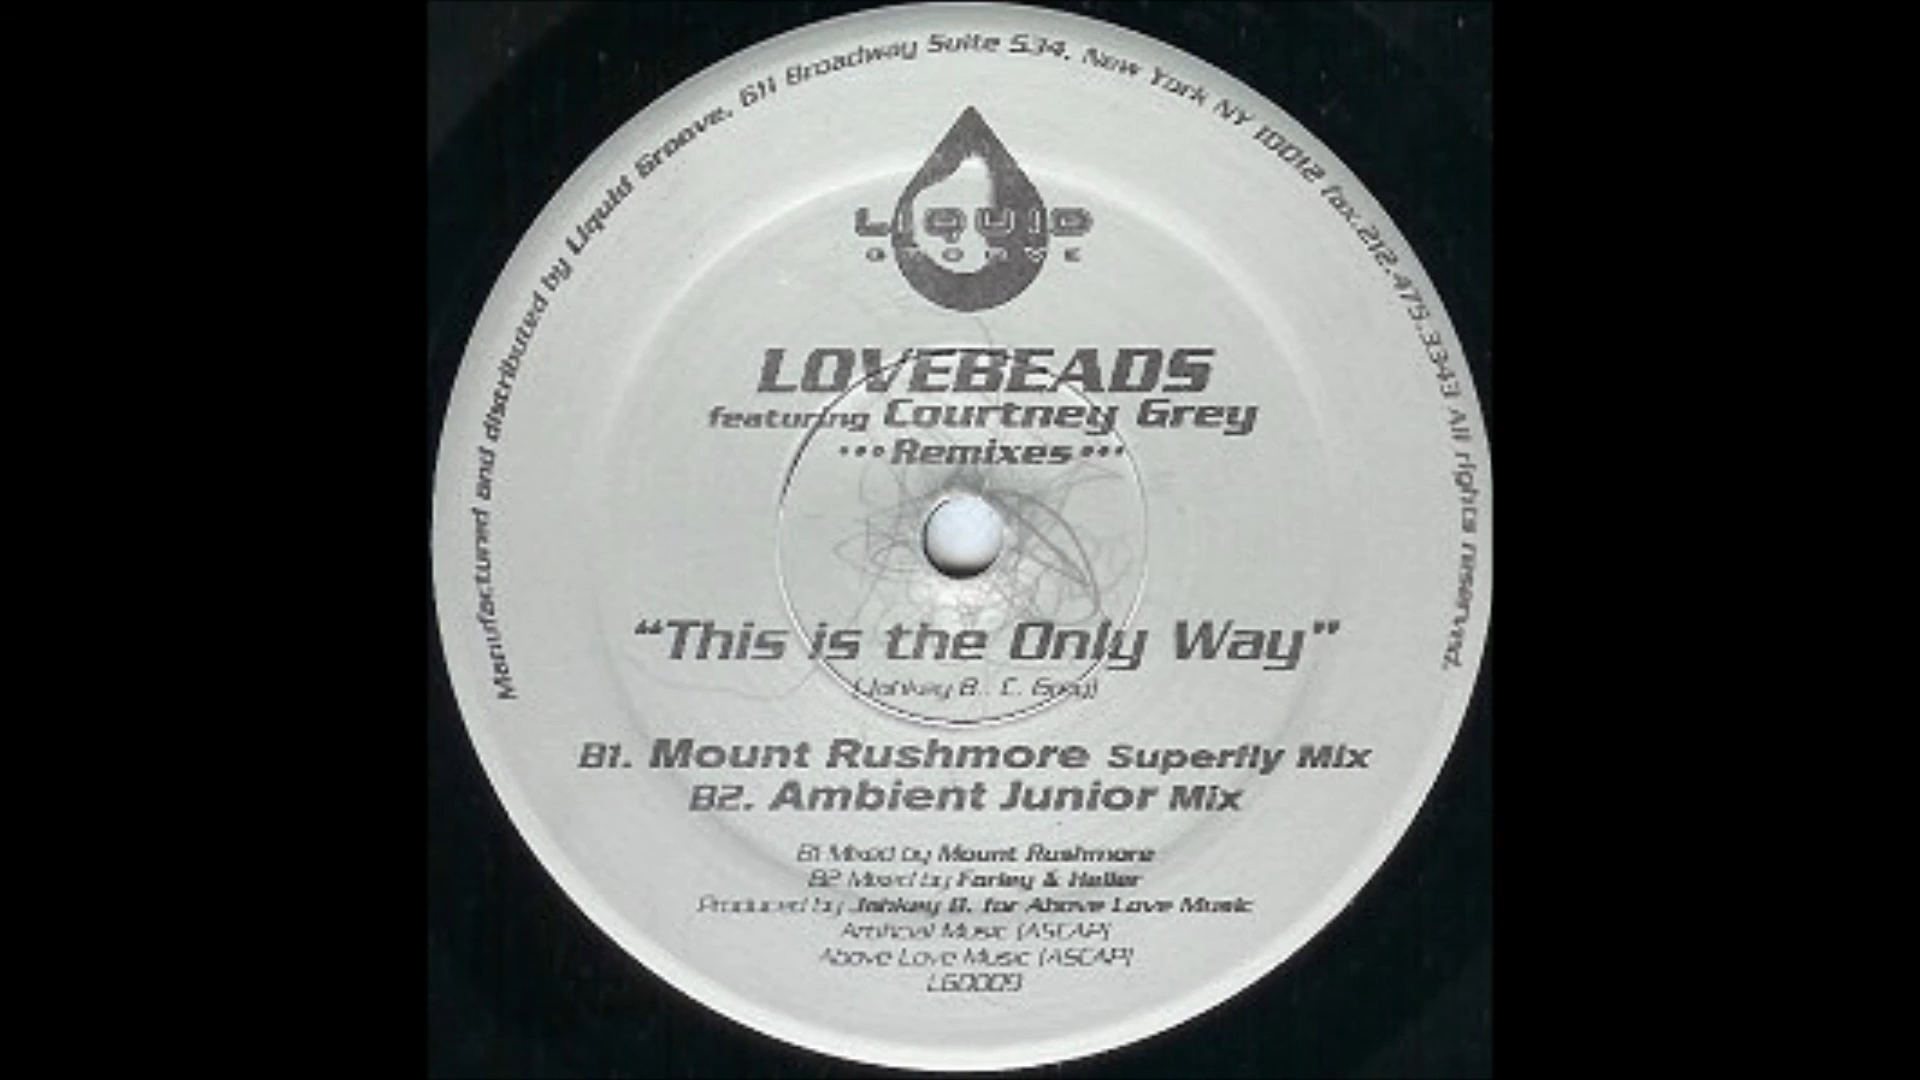 Manufactured and distributed by Liquid Groove. 611 Broadway Suite 534. New York NY 10012 fax.212.475.3343 All rights reserved.
LIQUID
GROOVE
LOVEBEADS
featuring Courtney Grey
•••Remixes•••
“This is the Only Way”
(Jahkey B.. C. Grey)
B1. Mount Rushmore Superfly Mix
B2. Ambient Junior Mix
B1 Mixed by Mount Rushmore
B2 Mixed by Farley & Heller
Produced by Jahkey B. for Above Love Music
Artificial Music (ASCAP)
Above Love Music (ASCAP)
LGD009